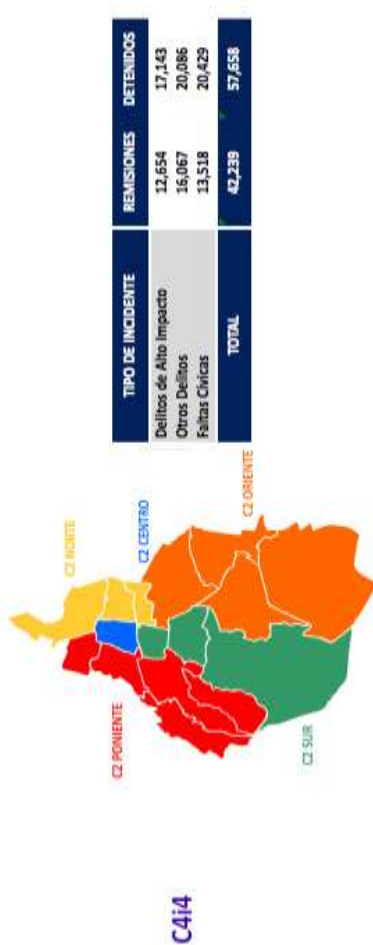 C4i4
C2 NORTE
C2 PONIENTE
C2 CENTRO
C2 ORIENTE
C2 SUR
TIPO DE INCIDENTE REMISIONES DETENIDOS
Delitos de Alto Impacto 12,654 17,143
Otros Delitos 16,067 20,086
Faltas Cívicas 13,518 20,429
TOTAL 42,239 57,658